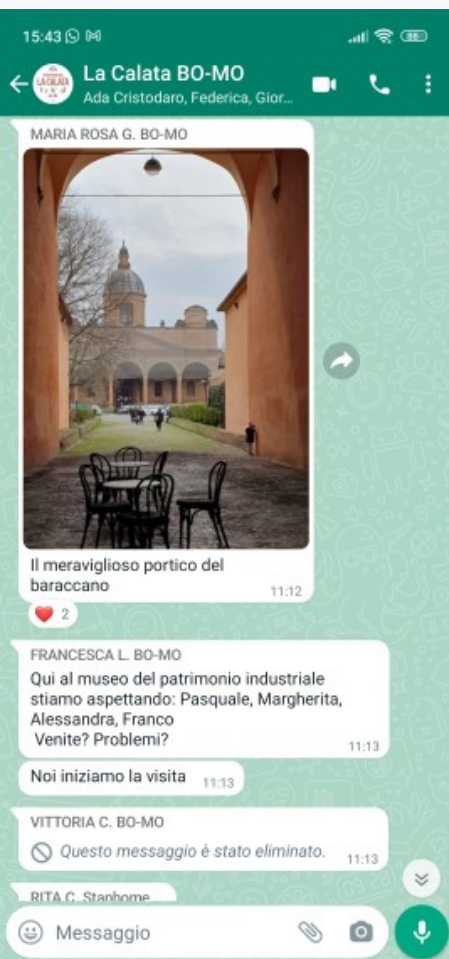 15:43
La Calata BO-MO
Ada Cristodaro, Federica, Gior...
MARIA ROSA G. BO-MO
Il meraviglioso portico del
baraccano
11:12
2
FRANCESCA L. BO-MO
Qui al museo del patrimonio industriale
stiamo aspettando: Pasquale, Margherita,
Alessandra, Franco
Venite? Problemi?
11:13
Noi iniziamo la visita 11:13
VITTORIA C. BO-MO
Questo messaggio è stato eliminato. 11:13
RITA C. Stanhome
Messaggio